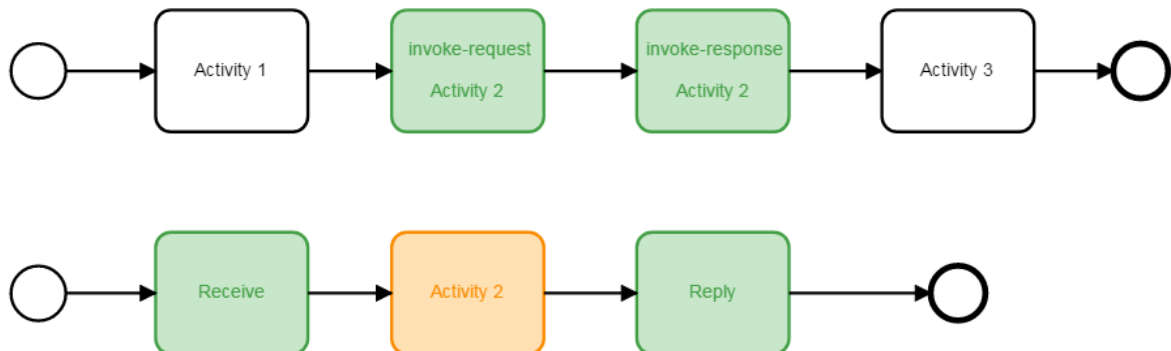 Activity 1
invoke-request
Activity 2
invoke-response
Activity 2
Activity 3
Receive
Activity 2
Reply